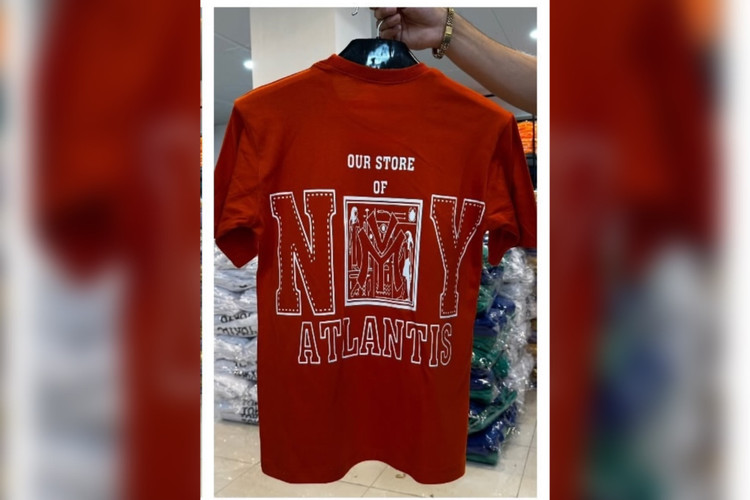 OUR STORE
OF
N Y
ATLANTIS